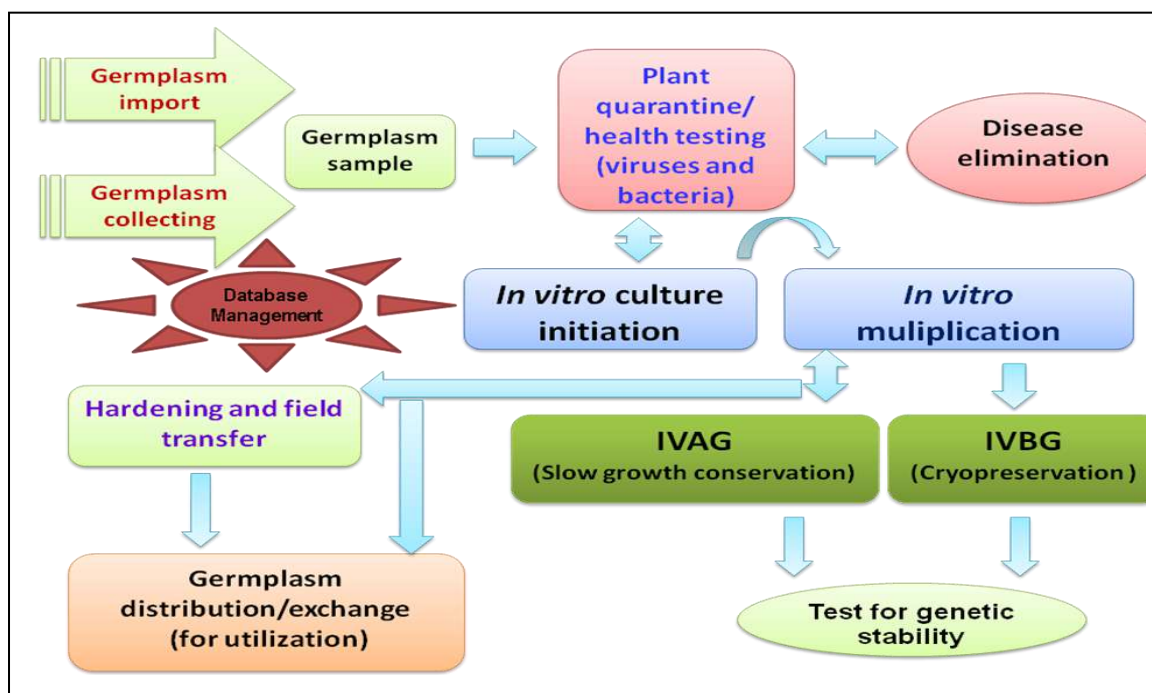 Germplasm
import
Germplasm
collecting
Germplasm
sample
Plant
quarantine/
health testing
(viruses and
bacteria)
Disease
elimination
Database
Management
In vitro culture
initiation
In vitro
muliplication
Hardening and field
transfer
IVAG
(Slow growth conservation)
IVBG
(Cryopreservation )
Germplasm
distribution/exchange
(for utilization)
Test for genetic
stability